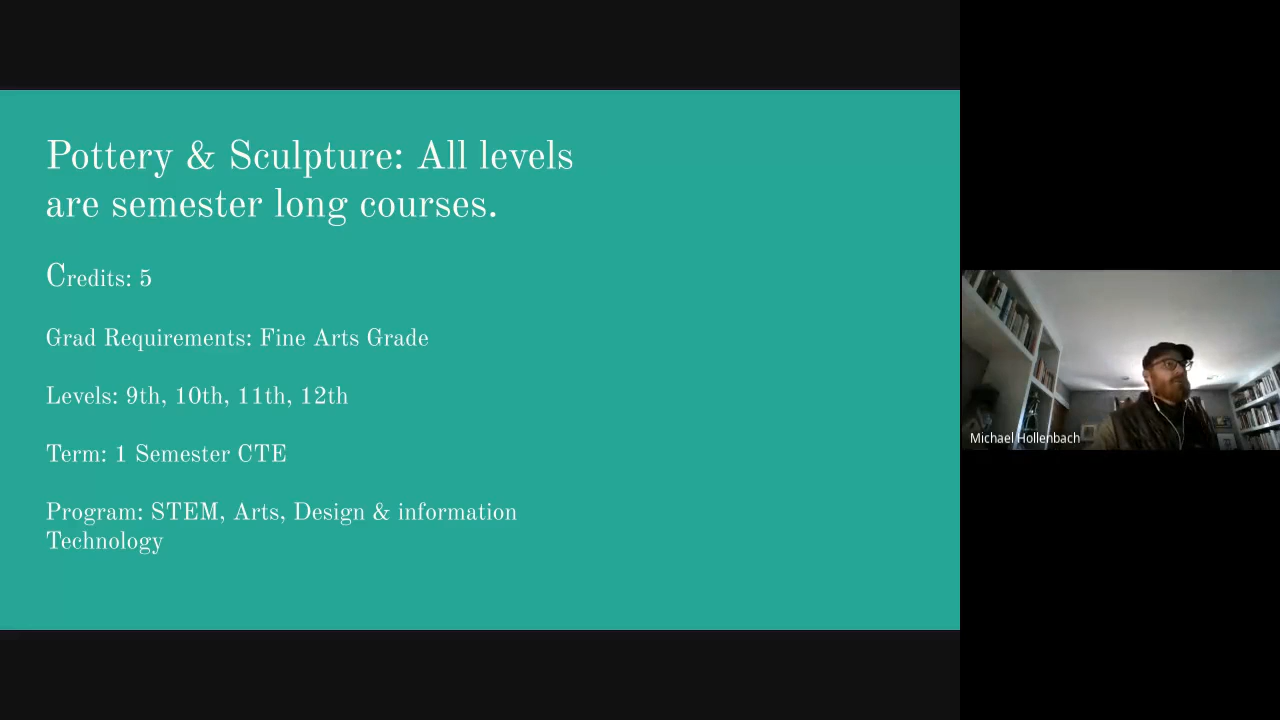 Pottery & Sculpture: All levels
are semester long courses.
Credits: 5
Grad Requirements: Fine Arts Grade
Levels: 9th, 10th, 11th, 12th
Term: 1 Semester CTE
Program: STEM, Arts, Design & information
Technology
Michael Hollenbach